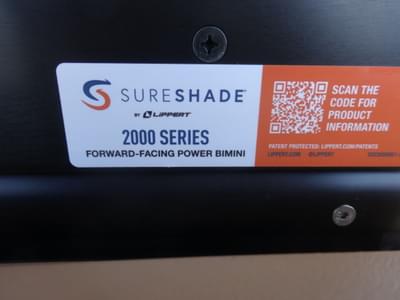 SURESHADE
BY LIPPERT
2000 SERIES
FORWARD-FACING POWER BIMINI
SCAN THE
CODE FOR
PRODUCT
INFORMATION
PATENT PROTECTED: LIPPERT.COM/PATENTS
LIPPERT.COM @LIPPERT